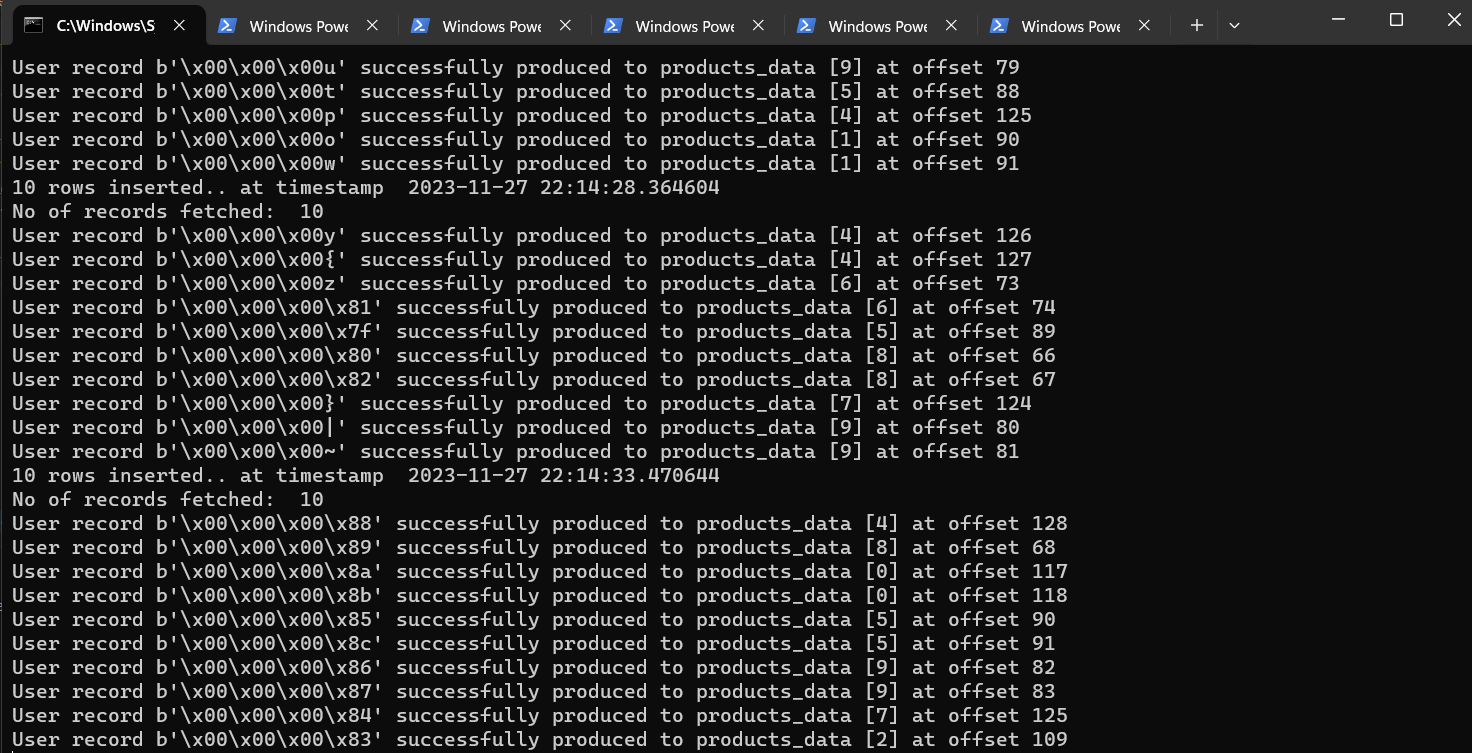 C:\Windows\S
Windows Powe
Windows Powe
Windows Powe
Windows Powe
Windows Powe
User record b'\x00\x00\x00u' successfully produced to products_data [9] at offset 79
User record b'\x00\x00\x00t' successfully produced to products_data [5] at offset 88
User record b'\x00\x00\x00p' successfully produced to products_data [4] at offset 125
User record b'\x00\x00\x00o' successfully produced to products_data [1] at offset 90
User record b'\x00\x00\x00w' successfully produced to products_data [1] at offset 91
10 rows inserted.. at timestamp  2023-11-27 22:14:28.364604
No of records fetched:  10
User record b'\x00\x00\x00y' successfully produced to products_data [4] at offset 126
User record b'\x00\x00\x00{' successfully produced to products_data [4] at offset 127
User record b'\x00\x00\x00z' successfully produced to products_data [6] at offset 73
User record b'\x00\x00\x00\x81' successfully produced to products_data [6] at offset 74
User record b'\x00\x00\x00\x7f' successfully produced to products_data [5] at offset 89
User record b'\x00\x00\x00\x80' successfully produced to products_data [8] at offset 66
User record b'\x00\x00\x00\x82' successfully produced to products_data [8] at offset 67
User record b'\x00\x00\x00}' successfully produced to products_data [7] at offset 124
User record b'\x00\x00\x00|' successfully produced to products_data [9] at offset 80
User record b'\x00\x00\x00~' successfully produced to products_data [9] at offset 81
10 rows inserted.. at timestamp  2023-11-27 22:14:33.470644
No of records fetched:  10
User record b'\x00\x00\x00\x88' successfully produced to products_data [4] at offset 128
User record b'\x00\x00\x00\x89' successfully produced to products_data [8] at offset 68
User record b'\x00\x00\x00\x8a' successfully produced to products_data [0] at offset 117
User record b'\x00\x00\x00\x8b' successfully produced to products_data [0] at offset 118
User record b'\x00\x00\x00\x85' successfully produced to products_data [5] at offset 90
User record b'\x00\x00\x00\x8c' successfully produced to products_data [5] at offset 91
User record b'\x00\x00\x00\x86' successfully produced to products_data [9] at offset 82
User record b'\x00\x00\x00\x87' successfully produced to products_data [9] at offset 83
User record b'\x00\x00\x00\x84' successfully produced to products_data [7] at offset 125
User record b'\x00\x00\x00\x83' successfully produced to products_data [2] at offset 109